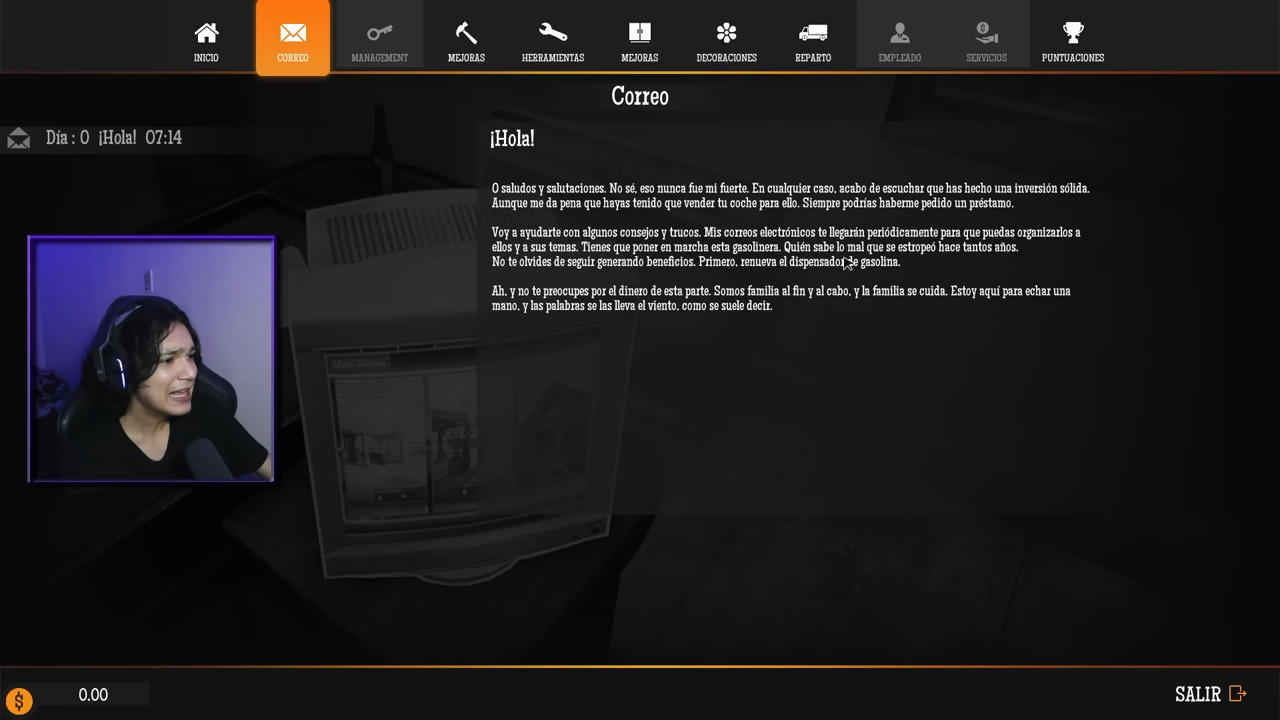 INICIO
CORREO
MANAGEMENT
MEJORAS
HERRAMIENTAS
MEJORAS
DECORACIONES
REPARTO
EMPLEADO
SERVICIOS
PUNTUACIONES
Correo
Día : 0 ¡Hola! 07:14
¡Hola!
O saludos y salutaciones. No sé, eso nunca fue mi fuerte. En cualquier caso, acabo de escuchar que has hecho una inversión sólida.
Aunque me da pena que hayas tenido que vender tu coche para ello. Siempre podrías haberme pedido un préstamo.
Voy a ayudarte con algunos consejos y trucos. Mis correos electrónicos te llegarán periódicamente para que puedas organizarlos a
ellos y a sus temas. Tienes que poner en marcha esta gasolinera. Quién sabe lo mal que se estropeó hace tantos años.
No te olvides de seguir generando beneficios. Primero, renueva el dispensador de gasolina.
Ah, y no te preocupes por el dinero de esta parte. Somos familia al fin y al cabo, y la familia se cuida. Estoy aquí para echar una
mano, y las palabras se las lleva el viento, como se suele decir.
Main Screen
0.00
SALIR